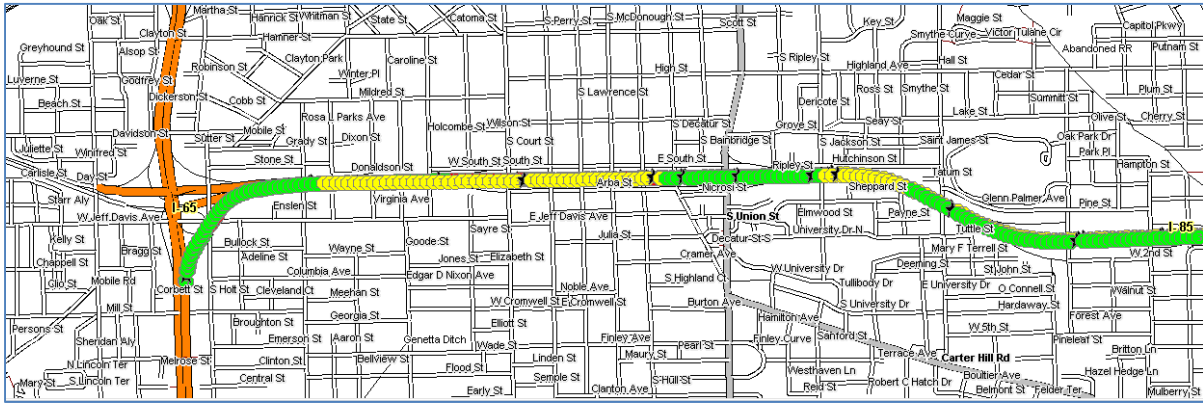 Martha St
Oak St
Hannick St
Whitman St
State St
Catoma St
S Perry St
S McDonough St
Scott St
Key St
Maggie St
Victor Tulane Cir
Capitol Pkwy
Clayton St
Hamner St
Smythe Curve
Greyhound St
Alsop St
Clayton Park
Caroline St
S Ripley St
Hall St
Abandoned RR
Putnam St
Robinson St
Winter Pl
High St
Highland Ave
Luverne St
Godfrey St
Mildred St
S Lawrence St
Ross St
Smythe St
Cedar St
Plum St
Dickerson St
Cobb St
Dericote St
Summitt St
Beach St
Rosa L Parks Ave
Lake St
Olive St
Cherry St
Davidson St
Mobile St
Holcombe St
Wilson St
S Decatur St
Grove St
Seay St
Juliette St
Winifred St
Sutter St
Grady St
Dixon St
S Court St
S Bainbridge St
S Jackson St
Saint James St
Oak Park Dr
Park Pl
Stone St
Donaldson St
W South St
South St
E South St
Ripley St
Hutchinson St
Hampton St
Carlisle St
Day St
Arba St
Nicrosi St
Sheppard St
Tatum St
Starr Aly
I-65
Enslen St
Virginia Ave
Glenn Palmer Ave
Pine St
W Jeff Davis Ave
E Jeff Davis Ave
S Union St
Elmwood St
Payne St
Sayre St
Julia St
University Dr N
Tuttle St
I-85
Kelly St
Bragg St
Bullock St
Wayne St
Goode St
Decatur St S
Mary F Terrell St
W 2nd St
Chappell St
Adeline St
Jones St
Elizabeth St
Cramer Ave
Deeming St
St John St
Clio St
Mobile Rd
Columbia Ave
Edgar D Nixon Ave
Noble Ave
S Highland Ct
W University Dr
Tullibody Dr
E University Dr
O Connell St
Walnut St
Corbett St
S Holt St
Cleveland Ct
Meehan St
W Cromwell St
E Cromwell St
Burton Ave
S University Dr
Hardaway St
Mill St
Georgia St
Hamilton Ave
Forest Ave
Persons St
Broughton St
Elliott St
W 5th St
Sheridan Aly
Emerson St
Aaron St
Genetta Ditch
Wade St
Finley Ave
Pearl St
Finley Curve
Sanford St
Pineleaf St
Melrose St
Clinton St
Bellview St
Linden St
Maury St
Terrace Ave
Carter Hill Rd
Britton Ln
N Lincoln Ter
Flood St
Westhaven Ln
Boultier Ave
Hazel Hedge Ln
Mary St
S Lincoln Ter
Central St
Semple St
S Hull St
Robert C Hatch Dr
Early St
Clanton Ave
Reid St
Belmont St
Felder Ter
Mulberry St